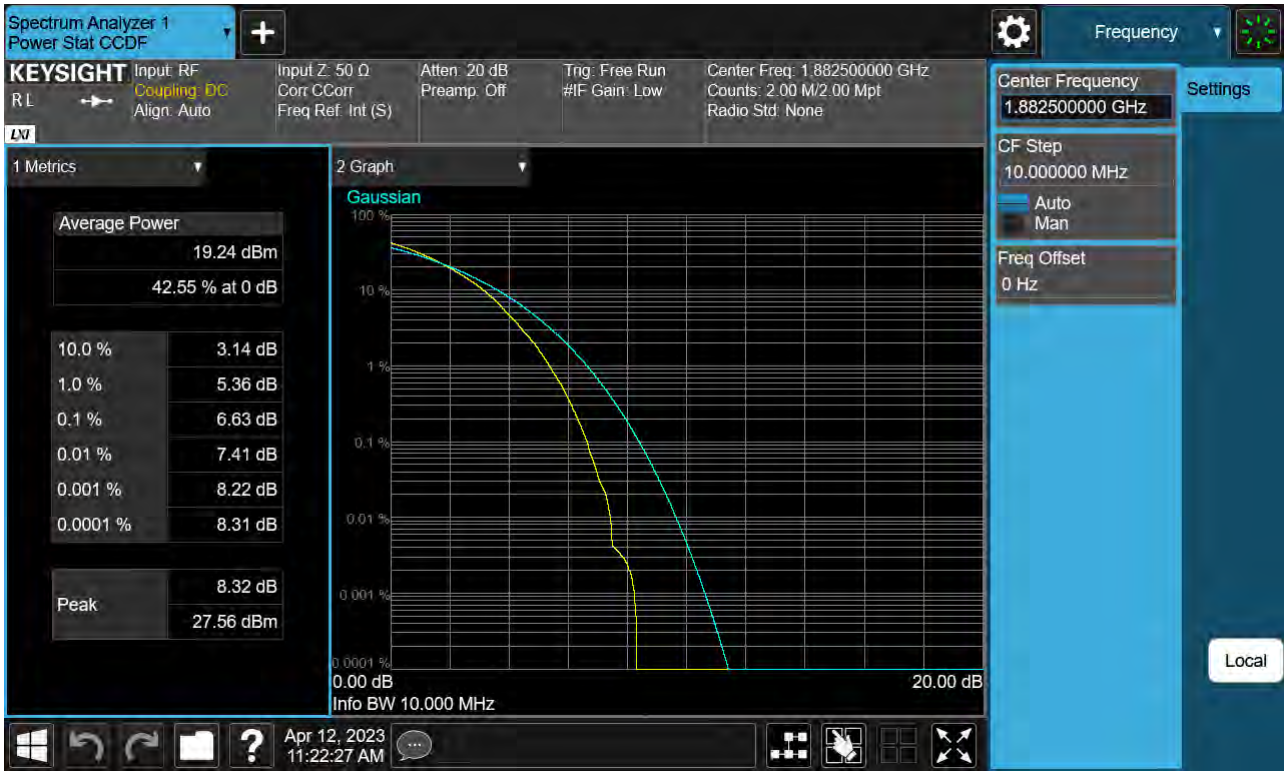 Spectrum Analyzer 1
Power Stat CCDF
+
Frequency
KEYSIGHT
RL
LXI
Input: RF
Coupling: DC
Align: Auto
Input Z: 50 Ω
Corr CCorr
Freq Ref: Int (S)
Atten: 20 dB
Preamp: Off
Trig: Free Run
#IF Gain: Low
Center Freq: 1.882500000 GHz
Counts: 2.00 M/2.00 Mpt
Radio Std: None
Center Frequency
1.882500000 GHz
Settings
CF Step
10.000000 MHz
Auto
Man
Freq Offset
0 Hz
Local
1 Metrics
Average Power
19.24 dBm
42.55 % at 0 dB
10.0 % 3.14 dB
1.0 % 5.36 dB
0.1 % 6.63 dB
0.01 % 7.41 dB
0.001 % 8.22 dB
0.0001 % 8.31 dB
Peak
8.32 dB
27.56 dBm
2 Graph
Gaussian
100 %
10 %
1 %
0.1 %
0.01 %
0.001 %
0.0001 %
0.00 dB 20.00 dB
Info BW 10.000 MHz
?
Apr 12, 2023
11:22:27 AM